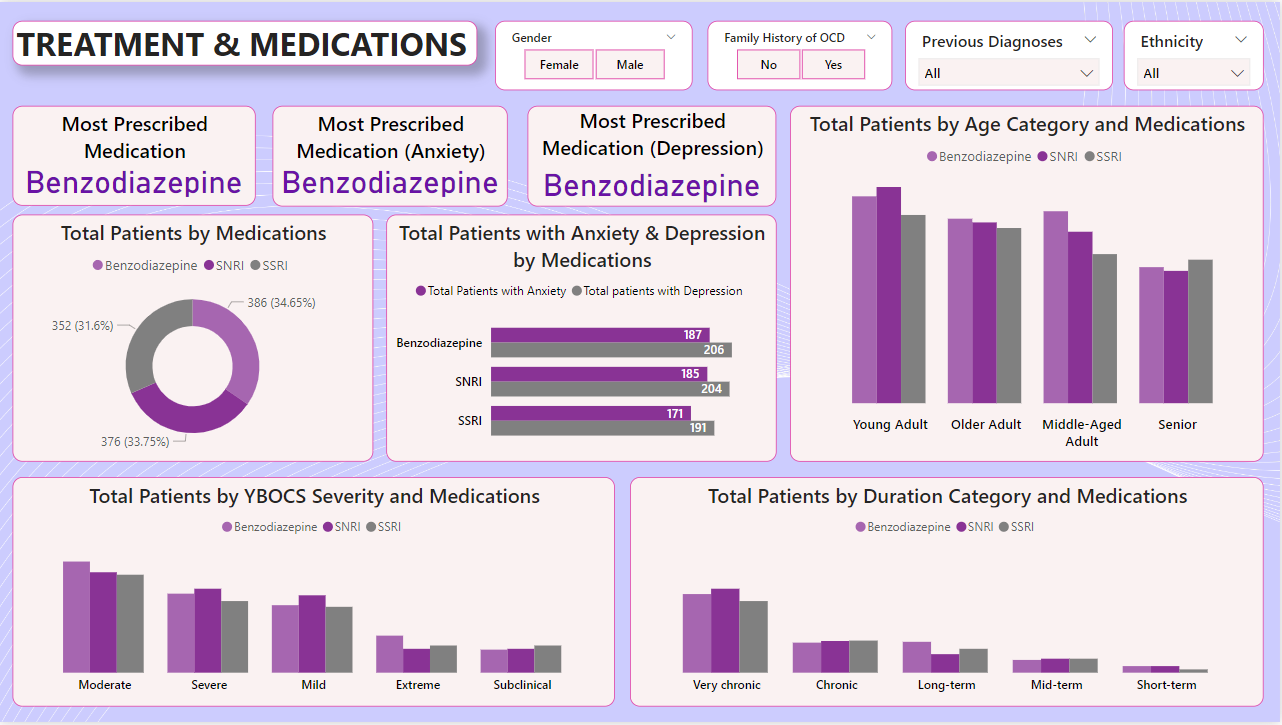 TREATMENT & MEDICATIONS
Gender
Female
Male
Family History of OCD
No
Yes
Previous Diagnoses
All
Ethnicity
All
Most Prescribed
Medication
Benzodiazepine
Most Prescribed
Medication (Anxiety)
Benzodiazepine
Most Prescribed
Medication (Depression)
Benzodiazepine
Total Patients by Age Category and Medications
Benzodiazepine SNRI SSRI
Young Adult
Older Adult
Middle-Aged
Adult
Senior
Total Patients by Medications
Benzodiazepine SNRI SSRI
386 (34.65%)
352 (31.6%)
376 (33.75%)
Total Patients with Anxiety & Depression
by Medications
Total Patients with Anxiety Total patients with Depression
Benzodiazepine
187
206
SNRI
185
204
SSRI
171
191
Total Patients by YBOCS Severity and Medications
Benzodiazepine SNRI SSRI
Moderate
Severe
Mild
Extreme
Subclinical
Total Patients by Duration Category and Medications
Benzodiazepine SNRI SSRI
Very chronic
Chronic
Long-term
Mid-term
Short-term